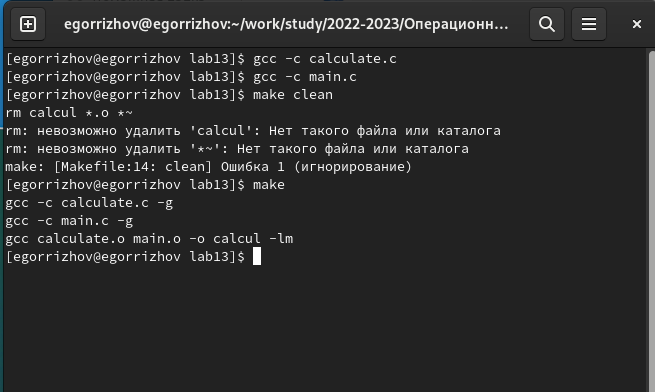 egorrizhov@egorrizhov:~/work/study/2022-2023/Операционн...
[egorrizhov@egorrizhov lab13]$ gcc -c calculate.c
[egorrizhov@egorrizhov lab13]$ gcc -c main.c
[egorrizhov@egorrizhov lab13]$ make clean
rm calcul *.o *~
rm: невозможно удалить 'calcul': Нет такого файла или каталога
rm: невозможно удалить '*~': Нет такого файла или каталога
make: [Makefile:14: clean] Ошибка 1 (игнорирование)
[egorrizhov@egorrizhov lab13]$ make
gcc -c calculate.c -g
gcc -c main.c -g
gcc calculate.o main.o -o calcul -lm
[egorrizhov@egorrizhov lab13]$